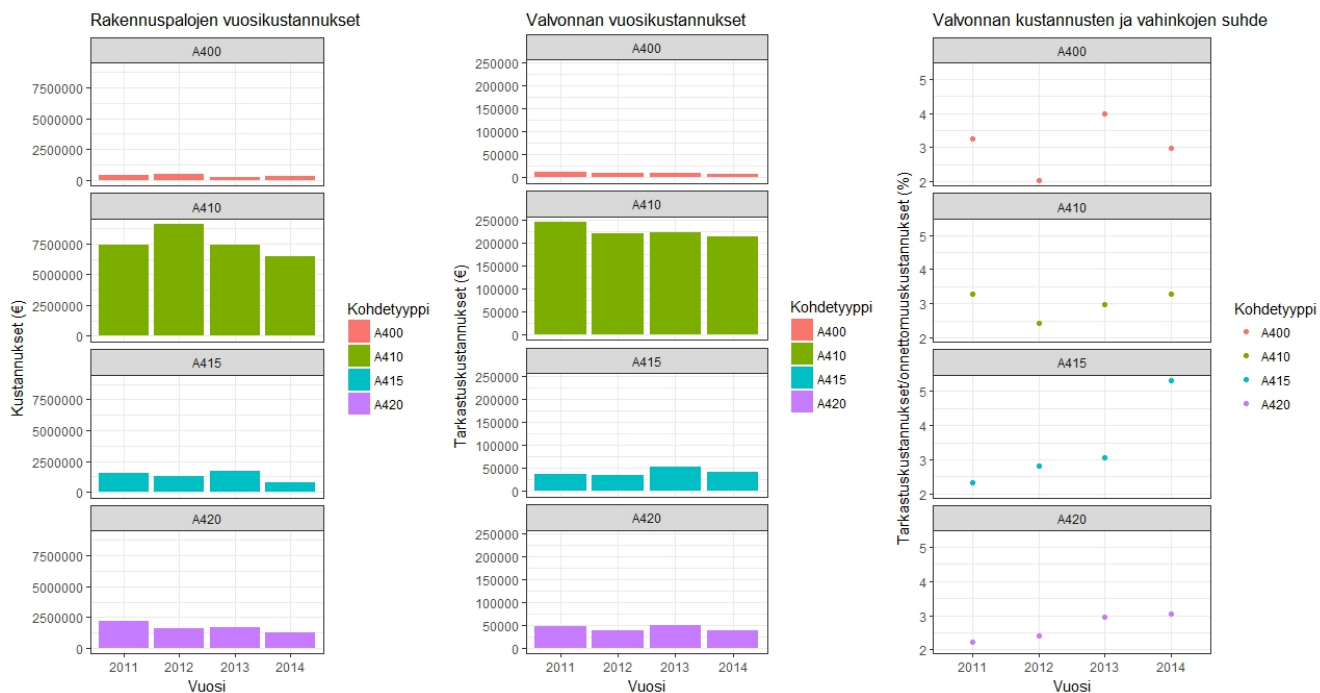 Rakennuspalojen vuosikustannukset
A400
7500000
5000000
2500000
0
A410
7500000
5000000
2500000
0
A415
7500000
5000000
2500000
0
A420
7500000
5000000
2500000
0
2011 2012 2013 2014
Vuosi
Kustannukset (€)
Kohdetyyppi
A400
A410
A415
A420
Valvonnan vuosikustannukset
A400
250000
200000
150000
100000
50000
0
A410
250000
200000
150000
100000
50000
0
A415
250000
200000
150000
100000
50000
0
A420
250000
200000
150000
100000
50000
0
2011 2012 2013 2014
Vuosi
Tarkastuskustannukset (€)
Kohdetyyppi
A400
A410
A415
A420
Valvonnan kustannusten ja vahinkojen suhde
A400
5
4
3
2
A410
5
4
3
2
A415
5
4
3
2
A420
5
4
3
2
2011 2012 2013 2014
Vuosi
Tarkastuskustannukset/onnettomuuskustannukset (%)
Kohdetyyppi
A400
A410
A415
A420